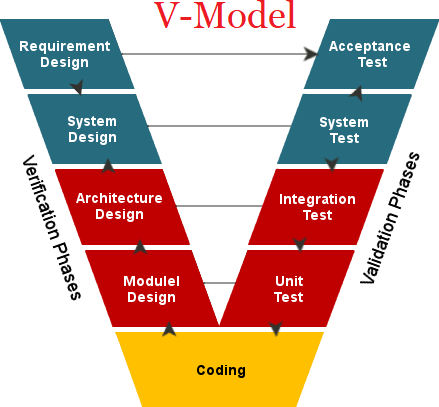 V-Model
Requirement
Design
Acceptance
Test
System
Design
System
Test
Architecture
Design
Integration
Test
Modulel
Design
Unit
Test
Coding
Verification Phases
Validation Phases